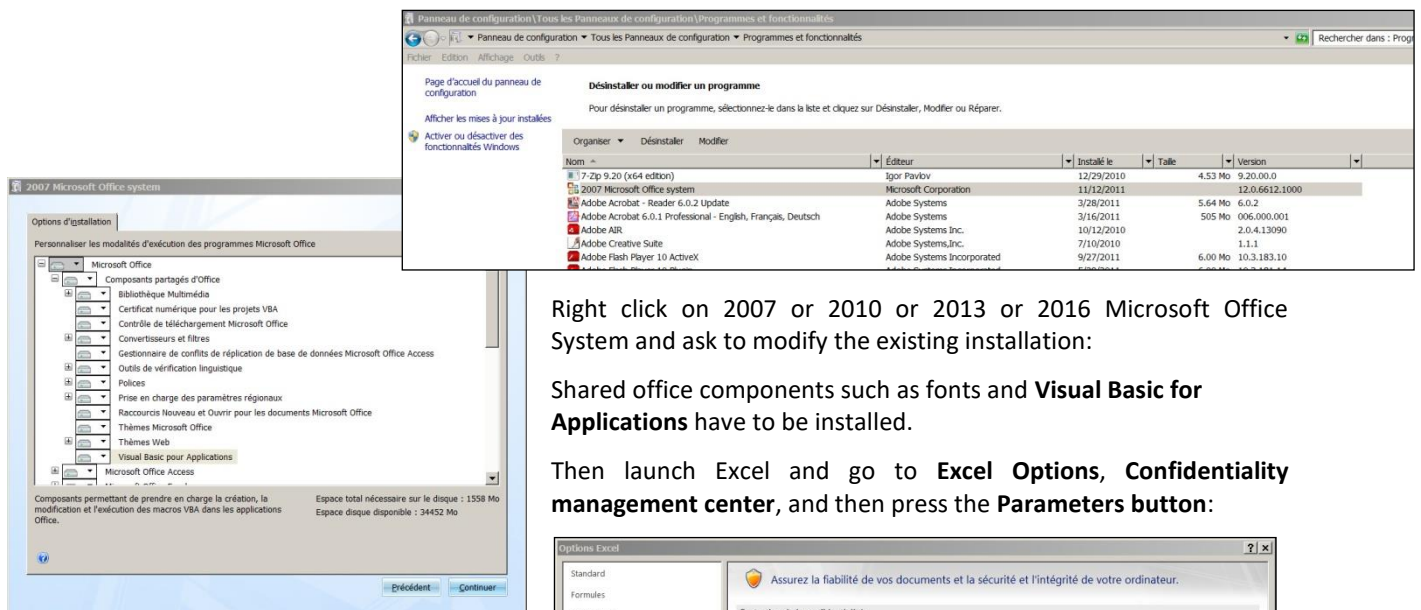 Panneau de configuration\Tous les Panneaux de configuration\Programmes et fonctionnalités
Panneau de configuration ▾ Tous les Panneaux de configuration ▾ Programmes et fonctionnalités
Rechercher dans : Progr
Fichier Edition Affichage Outils ?
Page d'accueil du panneau de
configuration
Afficher les mises à jour installées
Activer ou désactiver des
fonctionnalités Windows
Désinstaller ou modifier un programme
Pour désinstaller un programme, sélectionnez-le dans la liste et cliquez sur Désinstaller, Modifier ou Réparer.
Organiser ▾ Désinstaller Modifier
Nom Éditeur Installé le Taille Version
7-Zip 9.20 (x64 edition) Igor Pavlov 12/29/2010 4.53 Mo 9.20.00.0
2007 Microsoft Office system Microsoft Corporation 11/12/2011 12.0.6612.1000
Adobe Acrobat - Reader 6.0.2 Update Adobe Systems 3/28/2011 5.64 Mo 6.0.2
Adobe Acrobat 6.0.1 Professional - English, Français, Deutsch Adobe Systems 3/16/2011 505 Mo 006.000.001
Adobe AIR Adobe Systems Inc. 10/12/2010 2.0.4.13090
Adobe Creative Suite Adobe Systems,Inc. 7/10/2010 1.1.1
Adobe Flash Player 10 ActiveX Adobe Systems Incorporated 9/27/2011 6.00 Mo 10.3.183.10
2007 Microsoft Office system
Options d'installation
Personnaliser les modalités d'exécution des programmes Microsoft Office
Microsoft Office
Composants partagés d'Office
Bibliothèque Multimédia
Certificat numérique pour les projets VBA
Contrôle de téléchargement Microsoft Office
Convertisseurs et filtres
Gestionnaire de conflits de réplication de base de données Microsoft Office Access
Outils de vérification linguistique
Polices
Prise en charge des paramètres régionaux
Raccourcis Nouveau et Ouvrir pour les documents Microsoft Office
Thèmes Microsoft Office
Thèmes Web
Visual Basic pour Applications
Microsoft Office Access
Composants permettant de prendre en charge la création, la
modification et l'exécution des macros VBA dans les applications
Office.
Espace total nécessaire sur le disque : 1558 Mo
Espace disque disponible : 34452 Mo
Précédent Continuer
Right click on 2007 or 2010 or 2013 or 2016 Microsoft Office
System and ask to modify the existing installation:
Shared office components such as fonts and Visual Basic for
Applications have to be installed.
Then launch Excel and go to Excel Options, Confidentiality
management center, and then press the Parameters button:
Options Excel
Standard
Formules
Assurez la fiabilité de vos documents et la sécurité et l'intégrité de votre ordinateur.